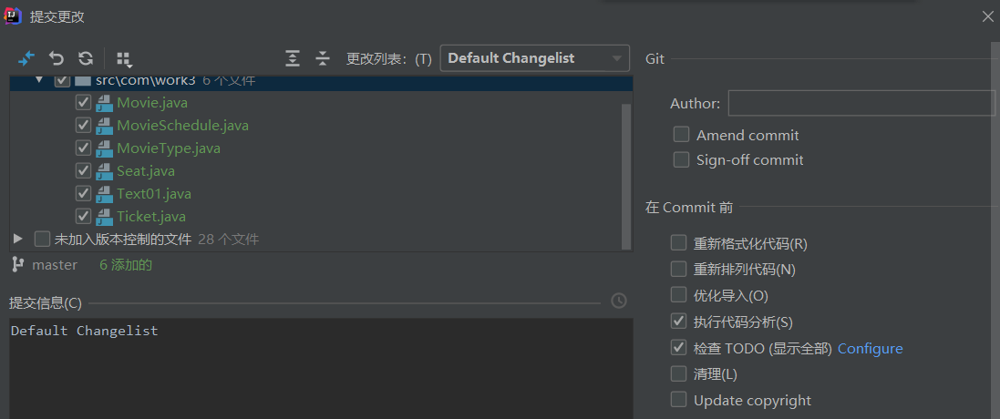 提交更改
更改列表：(T) Default Changelist
src\com\work3 6 个文件
Movie.java
MovieSchedule.java
MovieType.java
Seat.java
Text01.java
Ticket.java
未加入版本控制的文件 28 个文件
master 6 添加的
提交信息(C)
Default Changelist
Git
Author:
Amend commit
Sign-off commit
在 Commit 前
重新格式化代码(R)
重新排列代码(N)
优化导入(O)
执行代码分析(S)
检查 TODO (显示全部) Configure
清理(L)
Update copyright